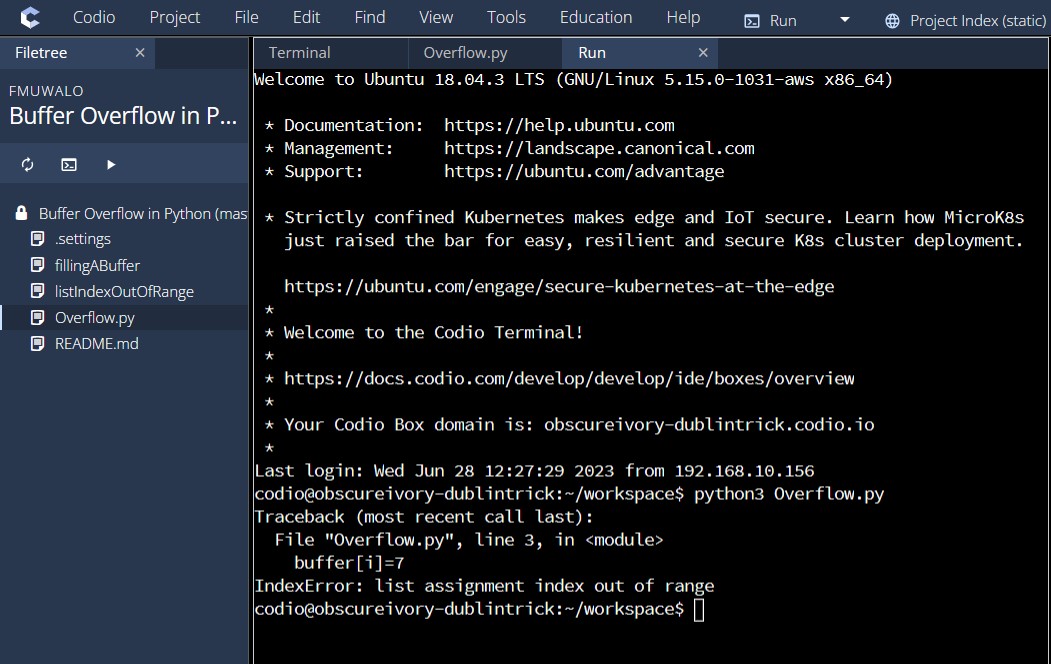 Codio Project File Edit Find View Tools Education Help Run Project Index (static)
Filetree ×
Terminal Overflow.py Run ×
FMUWALO
Buffer Overflow in P...
Buffer Overflow in Python (mas
.settings
fillingABuffer
listIndexOutOfRange
Overflow.py
README.md
Welcome to Ubuntu 18.04.3 LTS (GNU/Linux 5.15.0-1031-aws x86_64)
* Documentation: https://help.ubuntu.com
* Management: https://landscape.canonical.com
* Support: https://ubuntu.com/advantage
* Strictly confined Kubernetes makes edge and IoT secure. Learn how MicroK8s
just raised the bar for easy, resilient and secure K8s cluster deployment.
https://ubuntu.com/engage/secure-kubernetes-at-the-edge
*
* Welcome to the Codio Terminal!
*
* https://docs.codio.com/develop/develop/ide/boxes/overview
*
* Your Codio Box domain is: obscureivory-dublintrick.codio.io
*
Last login: Wed Jun 28 12:27:29 2023 from 192.168.10.156
codio@obscureivory-dublintrick:~/workspace$ python3 Overflow.py
Traceback (most recent call last):
File "Overflow.py", line 3, in <module>
buffer[i]=7
IndexError: list assignment index out of range
codio@obscureivory-dublintrick:~/workspace$